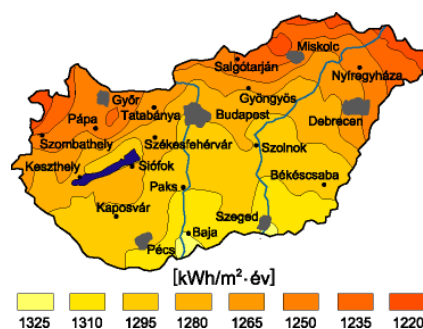 Miskolc
Salgótarján
Nyíregyháza
Győr
Gyöngyös
Tatabánya
Pápa
Budapest
Debrecen
Szombathely
Székesfehérvár
Szolnok
Keszthely
Siófok
Békéscsaba
Paks
Kaposvár
Szeged
Baja
Pécs
[kWh/m²·év]
1325 1310 1295 1280 1265 1250 1235 1220